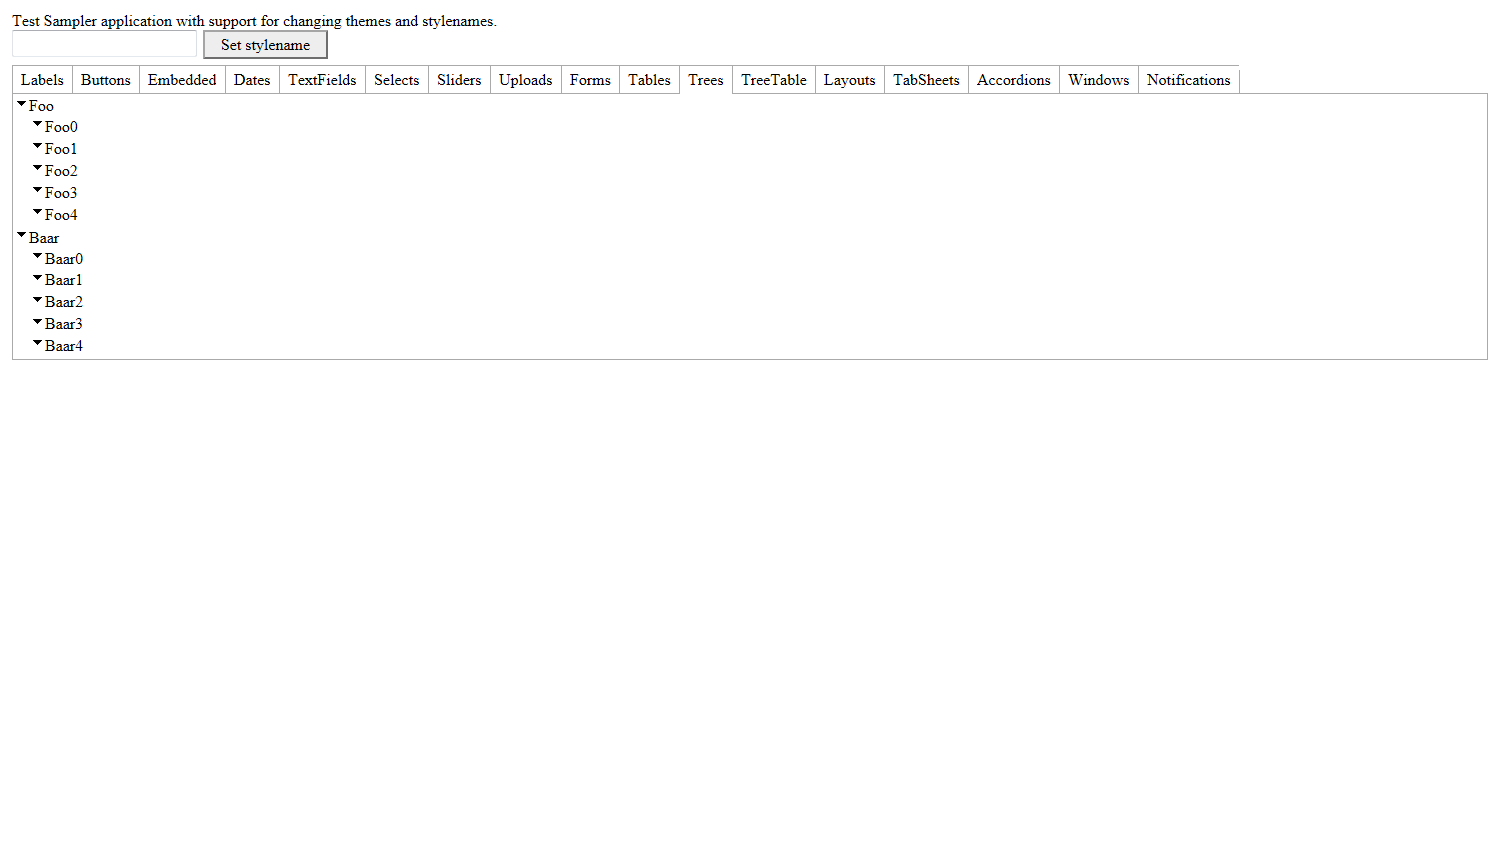 Test Sampler application with support for changing themes and stylenames.
Set stylename
Labels Buttons Embedded Dates TextFields Selects Sliders Uploads Forms Tables Trees TreeTable Layouts TabSheets Accordions Windows Notifications
Foo
Foo0
Foo1
Foo2
Foo3
Foo4
Baar
Baar0
Baar1
Baar2
Baar3
Baar4